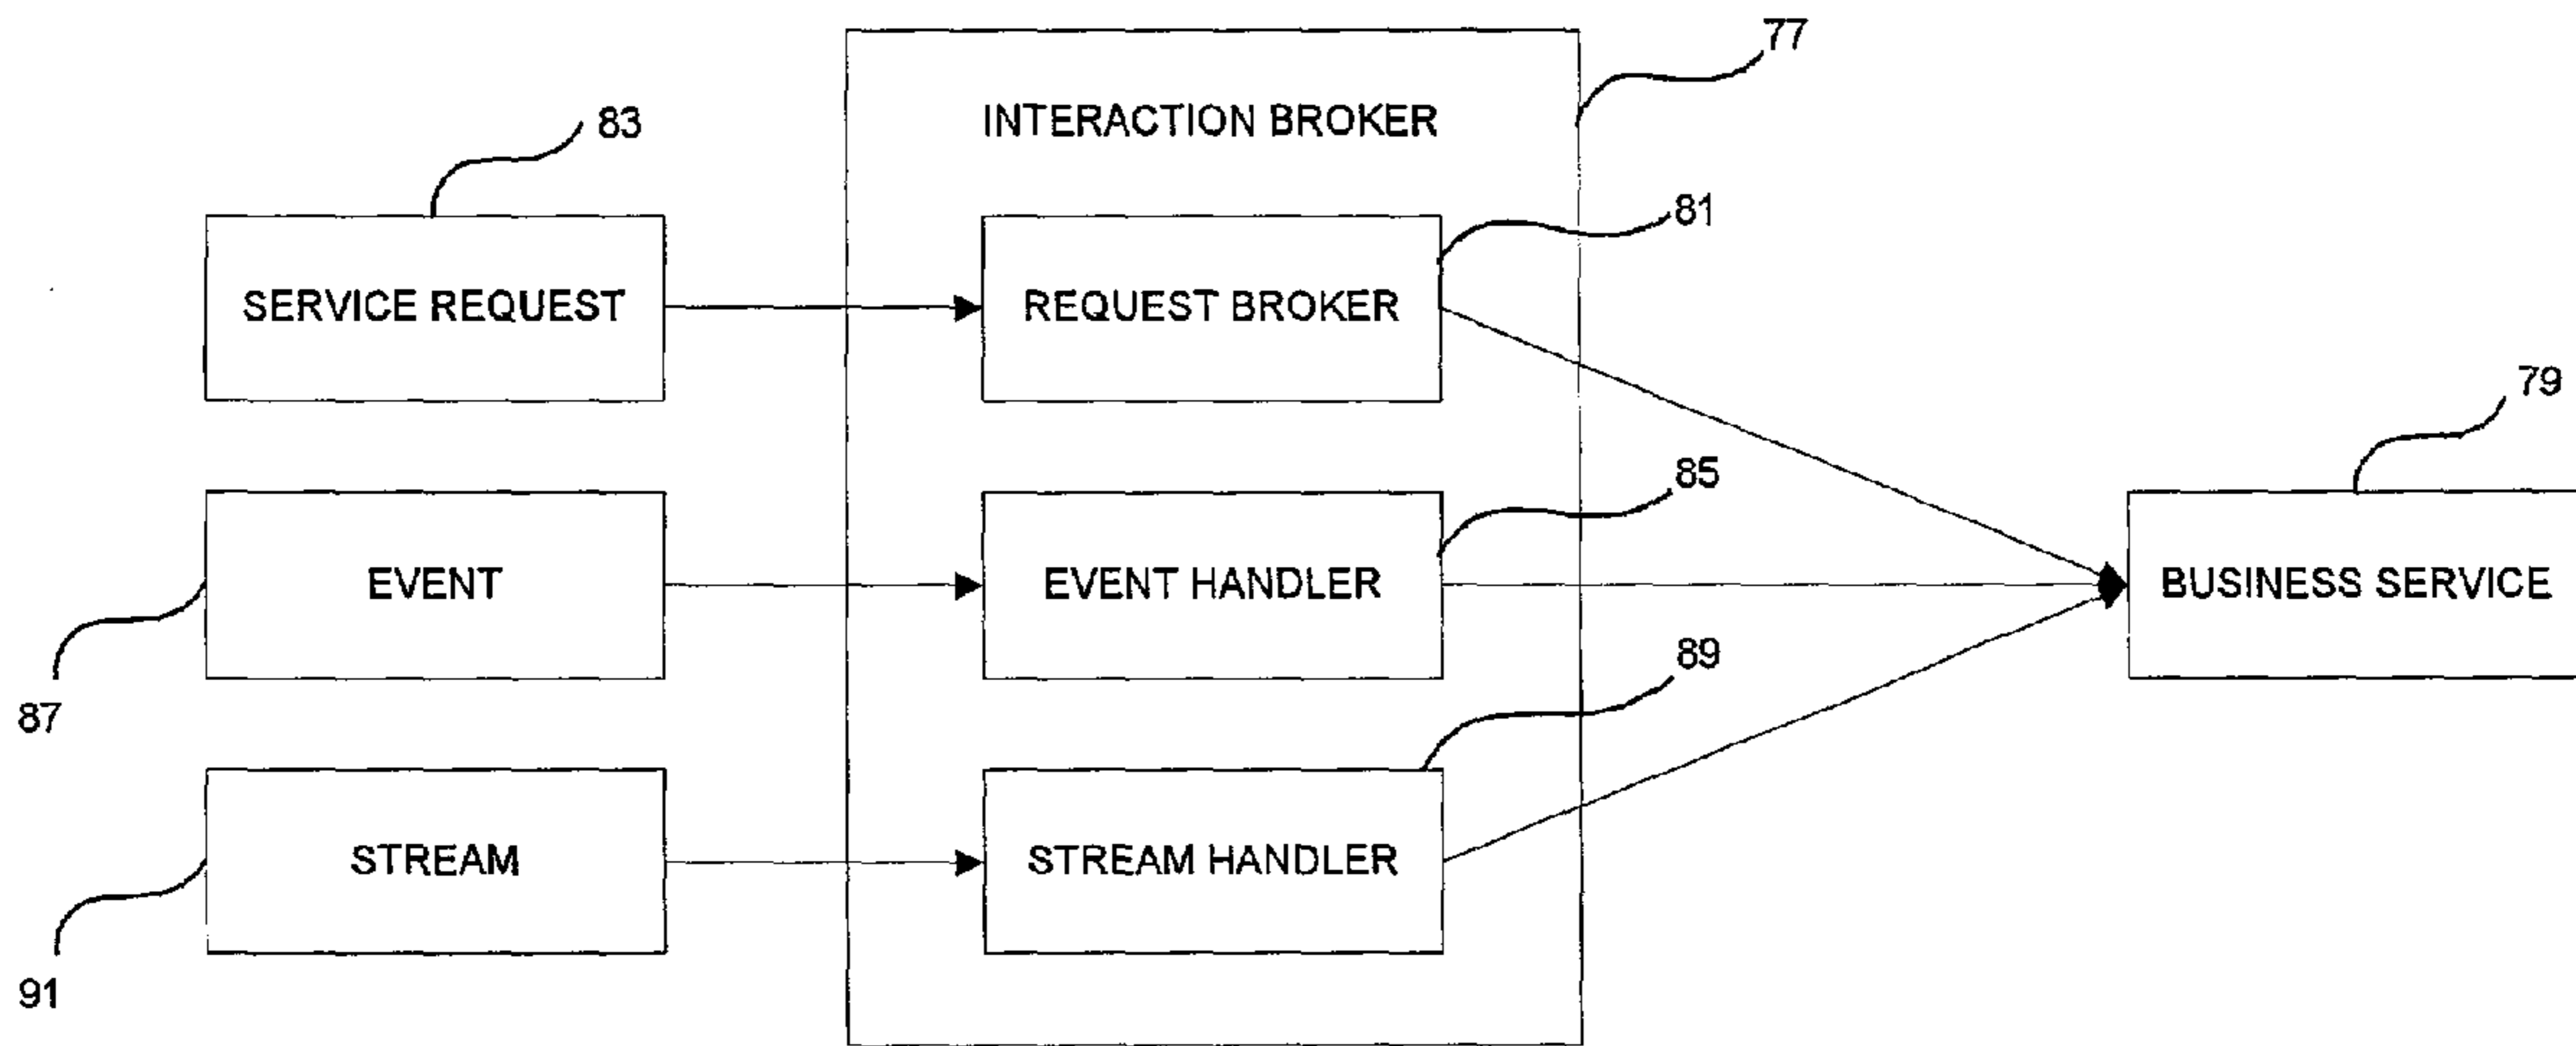 77
INTERACTION BROKER
83
81
SERVICE REQUEST
REQUEST BROKER
79
85
EVENT
EVENT HANDLER
BUSINESS SERVICE
87
89
STREAM
STREAM HANDLER
91